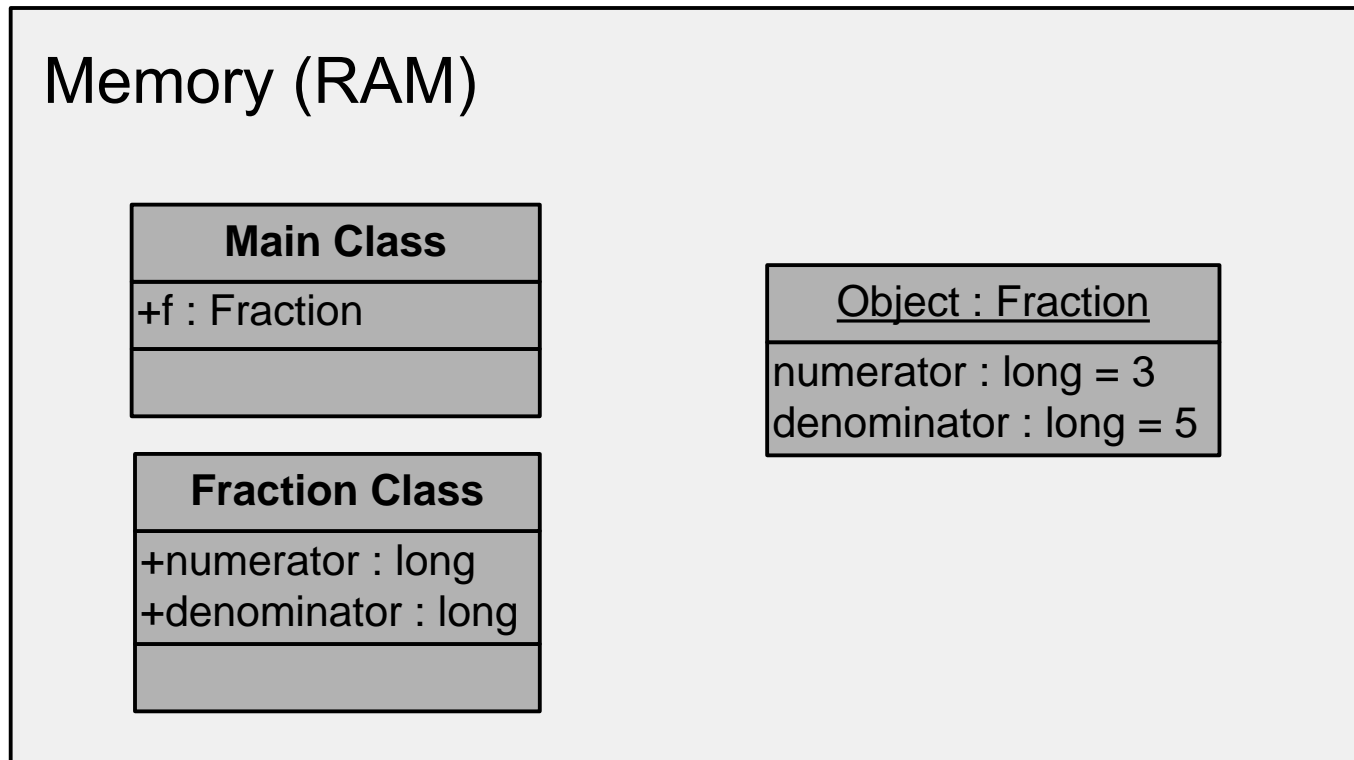 Memory (RAM)
Main Class
+f : Fraction
Object : Fraction
numerator : long = 3
denominator : long = 5
Fraction Class
+numerator : long
+denominator : long